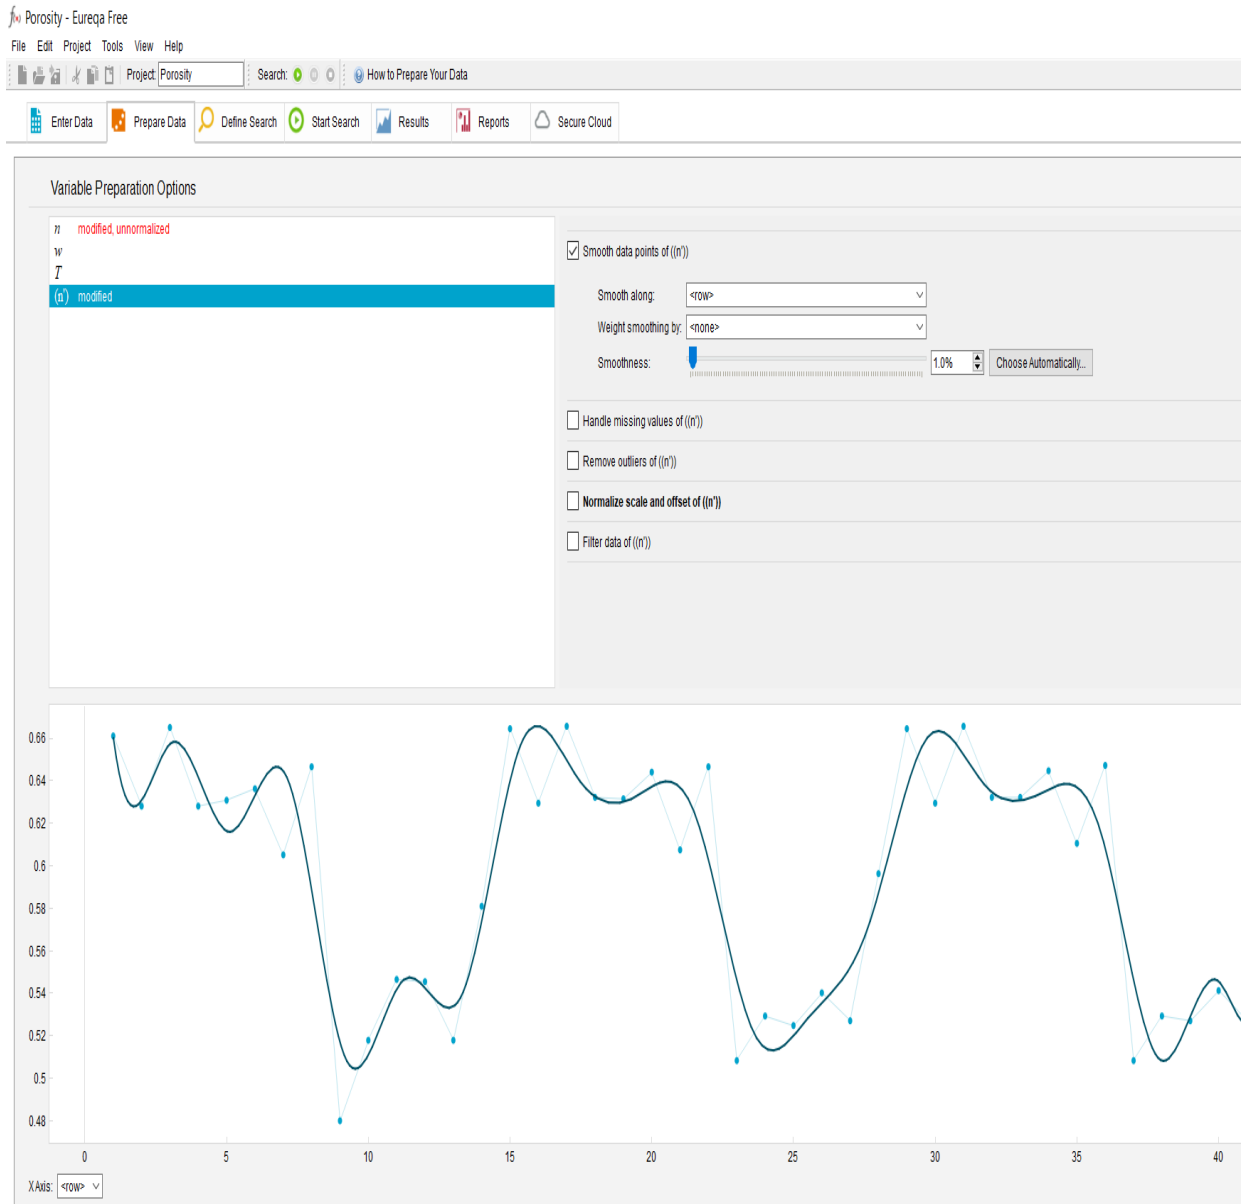 f(x) Porosity - Eureqa Free
File Edit Project Tools View Help
Project: Porosity Search: How to Prepare Your Data
Enter Data Prepare Data Define Search Start Search Results Reports Secure Cloud
Variable Preparation Options
n modified, unnormalized
w
T
(n') modified
Smooth data points of ((n'))
Smooth along: <row>
Weight smoothing by: <none>
Smoothness: 1.0% Choose Automatically...
Handle missing values of ((n'))
Remove outliers of ((n'))
Normalize scale and offset of ((n'))
Filter data of ((n'))
0.66
0.64
0.62
0.6
0.58
0.56
0.54
0.52
0.5
0.48
0 5 10 15 20 25 30 35 40
X Axis: <row>